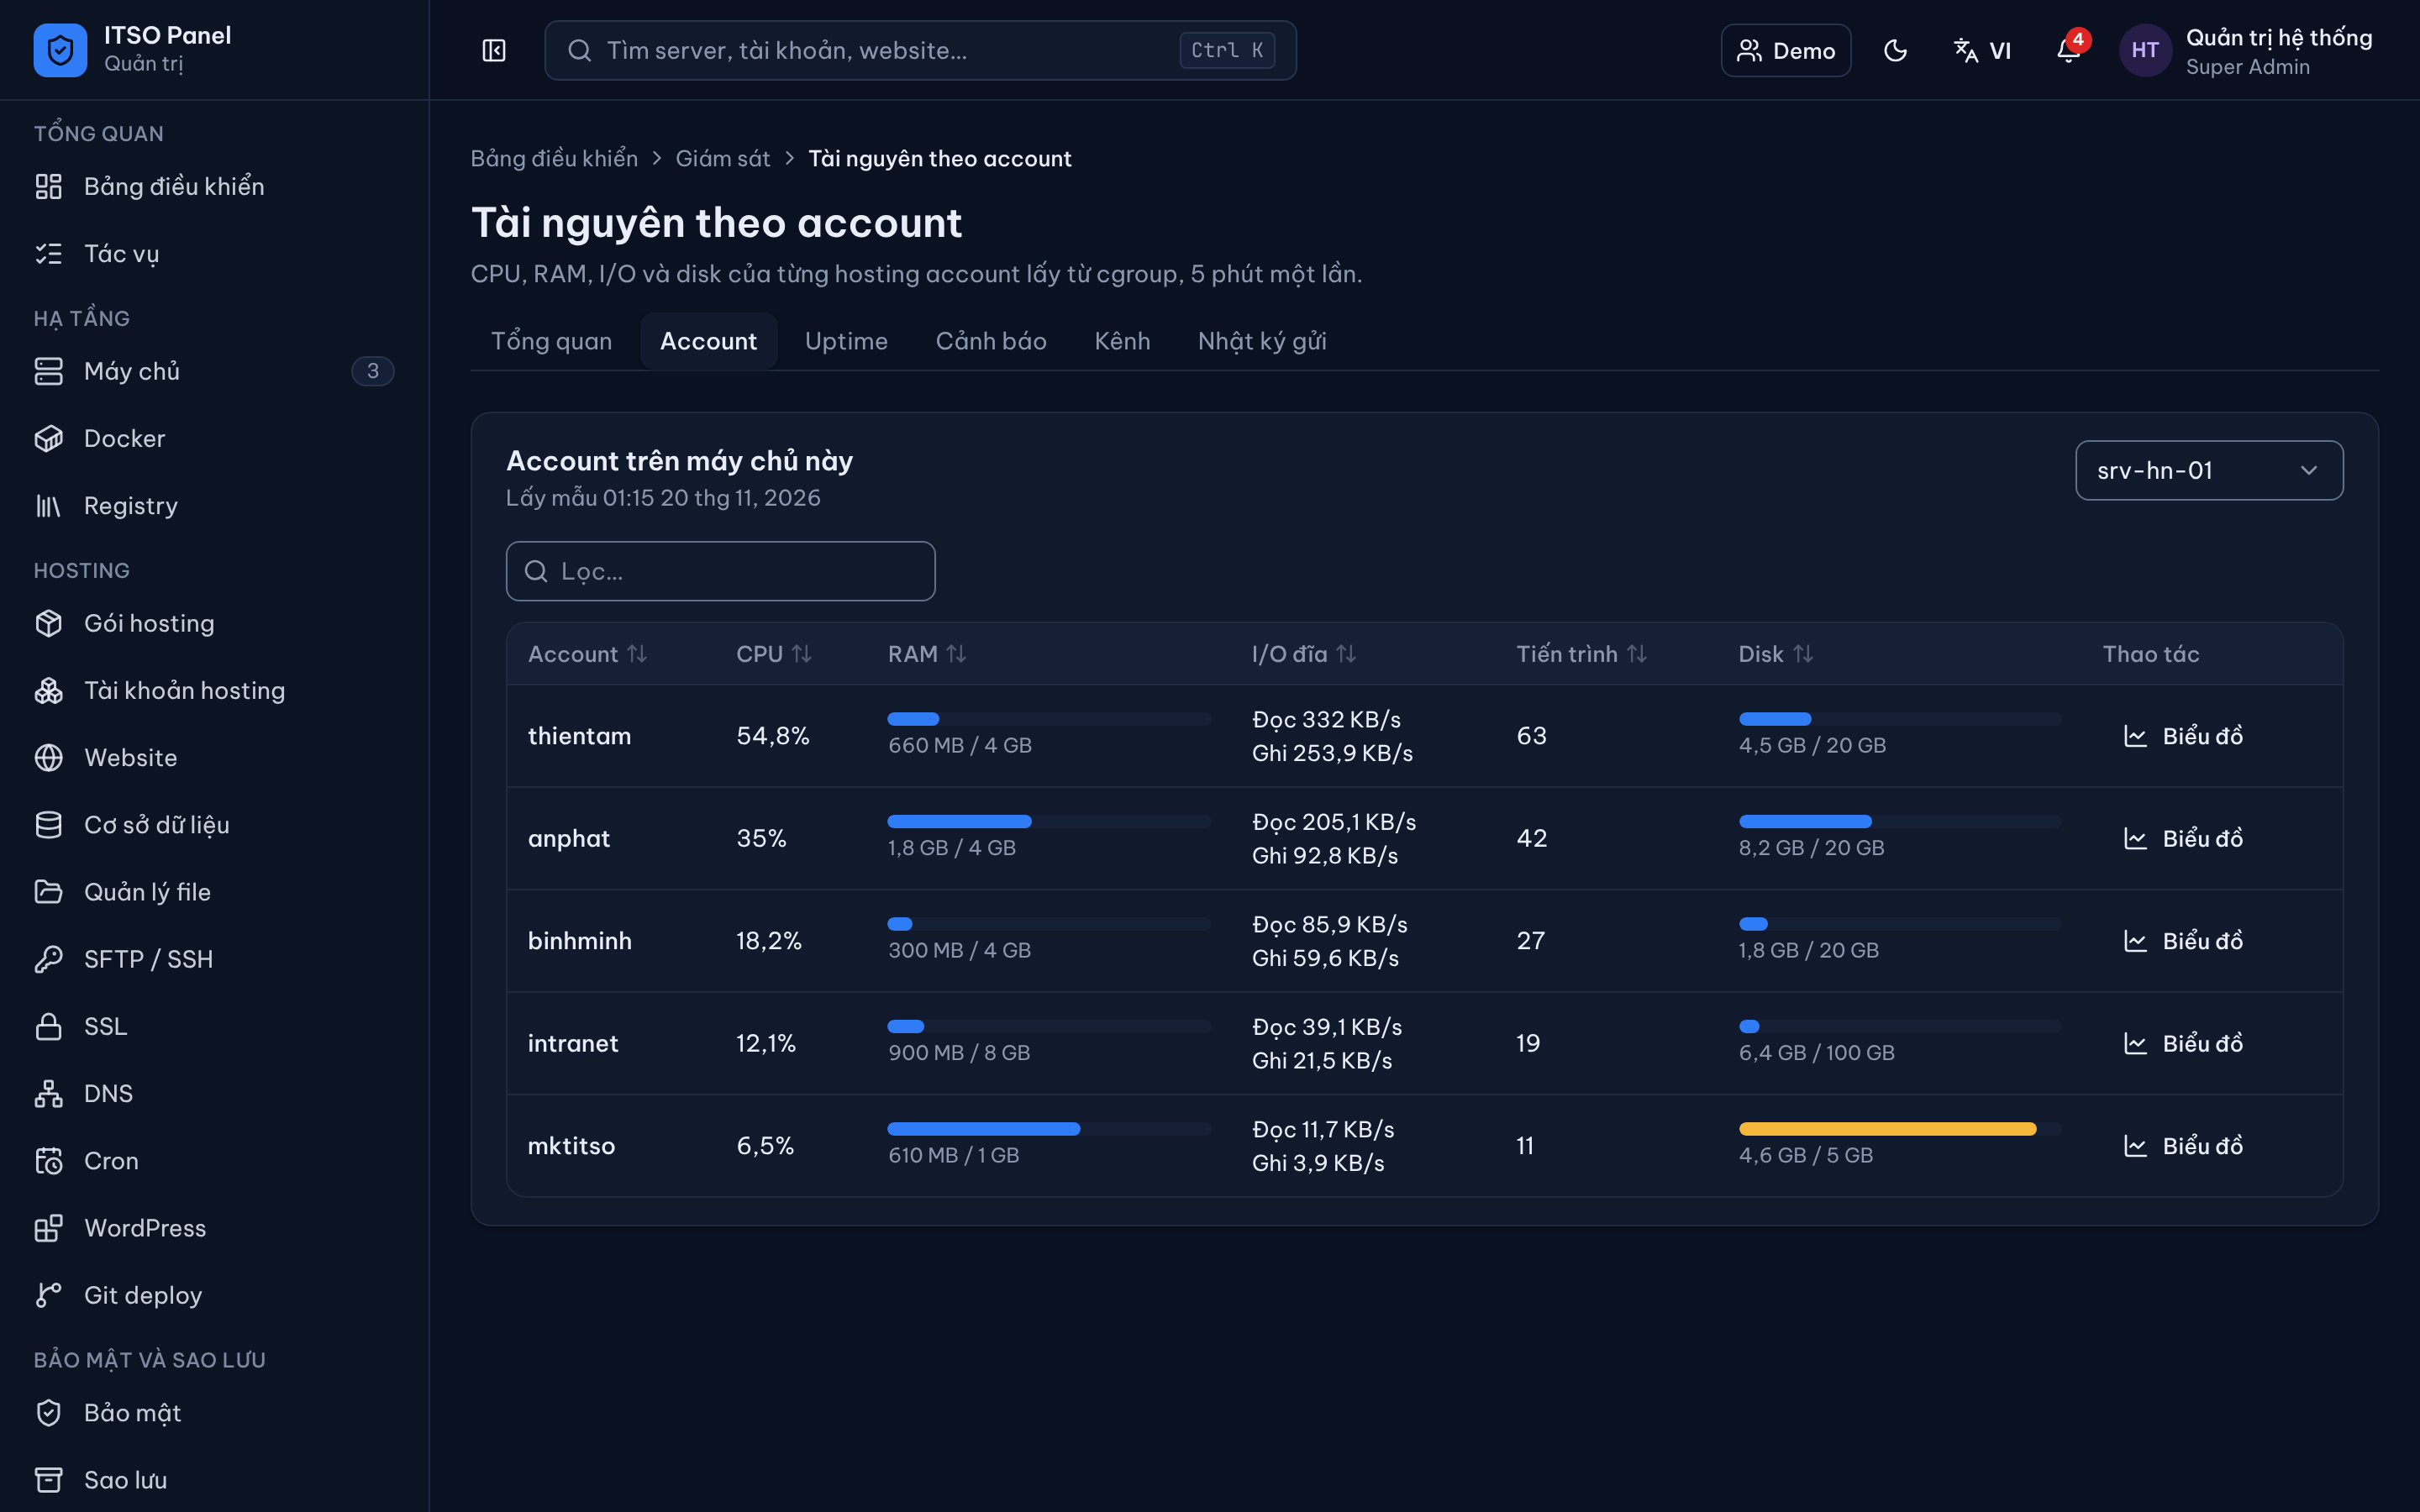 ITSO Panel
Quản trị
Tìm server, tài khoản, website...
Ctrl K
Demo
VI
4
HT
Quản trị hệ thống
Super Admin
TỔNG QUAN
Bảng điều khiển
Tác vụ
HẠ TẦNG
Máy chủ
3
Docker
Registry
HOSTING
Gói hosting
Tài khoản hosting
Website
Cơ sở dữ liệu
Quản lý file
SFTP / SSH
SSL
DNS
Cron
WordPress
Git deploy
BẢO MẬT VÀ SAO LƯU
Bảo mật
Sao lưu
Bảng điều khiển > Giám sát > Tài nguyên theo account
Tài nguyên theo account
CPU, RAM, I/O và disk của từng hosting account lấy từ cgroup, 5 phút một lần.
Tổng quan Account Uptime Cảnh báo Kênh Nhật ký gửi
Account trên máy chủ này
Lấy mẫu 01:15 20 thg 11, 2026
srv-hn-01
Lọc...
Account CPU RAM I/O đĩa Tiến trình Disk Thao tác
thientam 54,8% 660 MB / 4 GB Đọc 332 KB/s 63 4,5 GB / 20 GB Biểu đồ
Ghi 253,9 KB/s
anphat 35% 1,8 GB / 4 GB Đọc 205,1 KB/s 42 8,2 GB / 20 GB Biểu đồ
Ghi 92,8 KB/s
binhminh 18,2% 300 MB / 4 GB Đọc 85,9 KB/s 27 1,8 GB / 20 GB Biểu đồ
Ghi 59,6 KB/s
intranet 12,1% 900 MB / 8 GB Đọc 39,1 KB/s 19 6,4 GB / 100 GB Biểu đồ
Ghi 21,5 KB/s
mktitso 6,5% 610 MB / 1 GB Đọc 11,7 KB/s 11 4,6 GB / 5 GB Biểu đồ
Ghi 3,9 KB/s